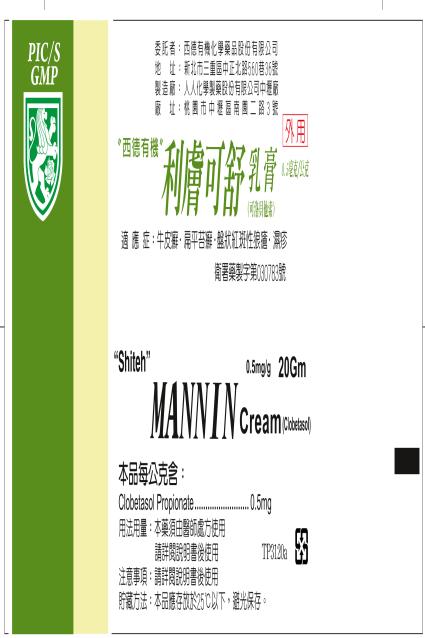 PIC/S
GMP
委託者：西德有機化學藥品股份有限公司
地　址：新北市三重區中正北路560巷36號
製造廠：人人化學製藥股份有限公司中壢廠
廠　址：桃園市中壢區南園二路3號
外用
"西德有機"
利膚可舒乳膏 0.5毫克/公克
(可洛貝他索)
適應症：牛皮癬、扁平苔癬、盤狀紅斑性狼瘡、濕疹
衛署藥製字第030783號
"Shiteh"
0.5mg/g 20Gm
MANNIN Cream (Clobetasol)
本品每公克含：
Clobetasol Propionate........................0.5mg
用法用量：本藥須由醫師處方使用
請詳閱說明書後使用
TP3120a
注意事項：請詳閱說明書後使用
貯藏方法：本品應存放於25℃以下，避光保存。